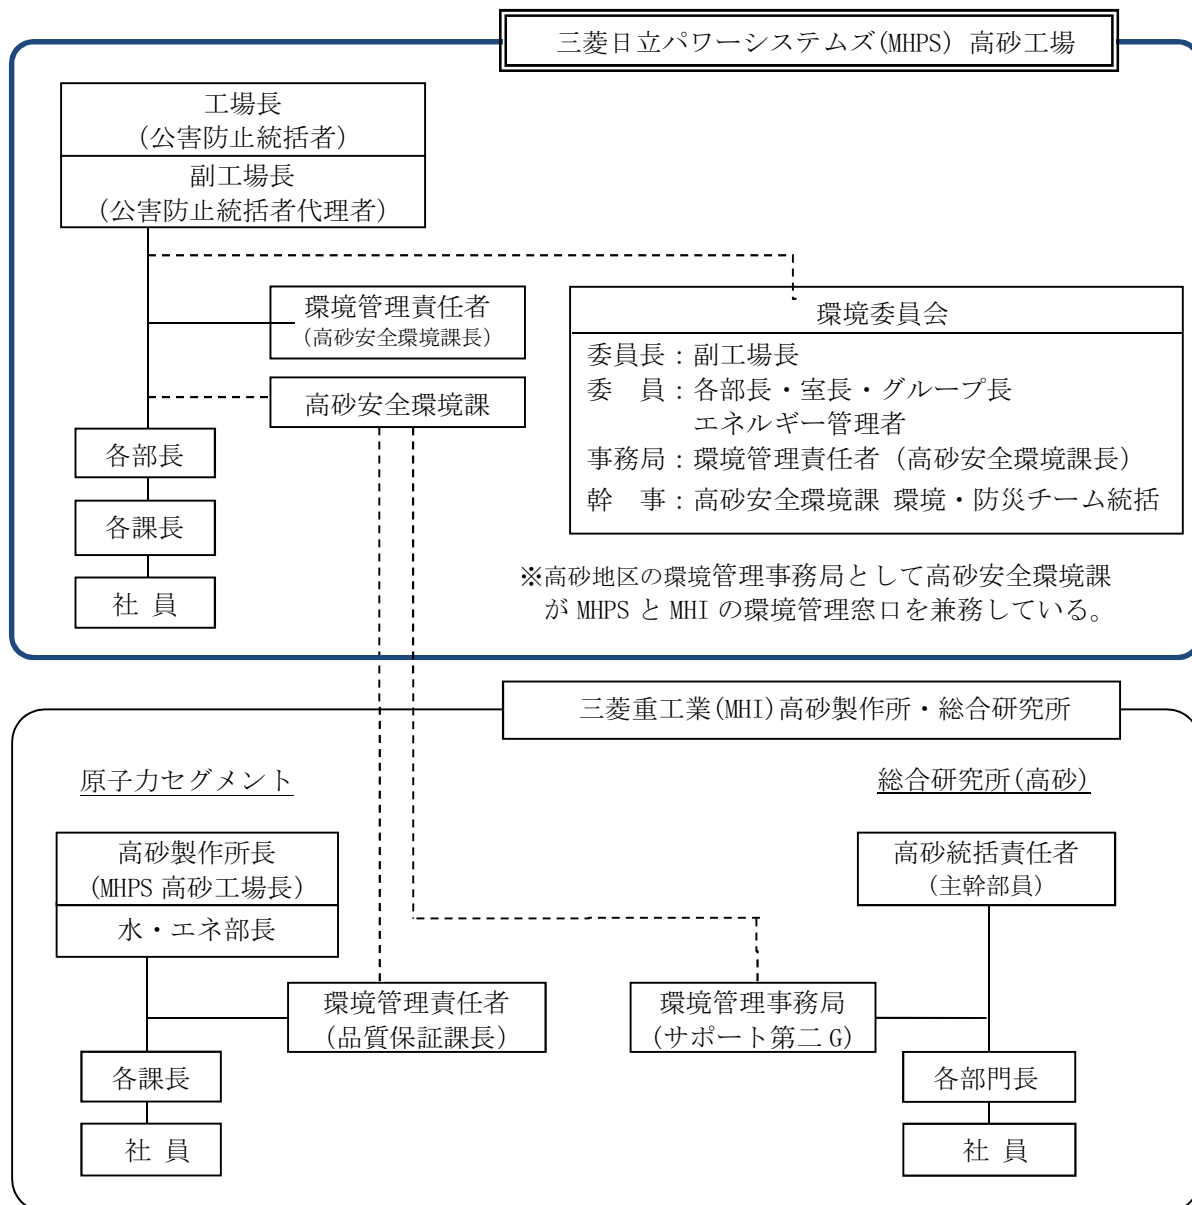 三菱日立パワーシステムズ(MHPS) 高砂工場
工場長
(公害防止統括者)
副工場長
(公害防止統括者代理者)
環境管理責任者
(高砂安全環境課長)
高砂安全環境課
各部長
各課長
社 員
環境委員会
委員長：副工場長
委　員：各部長・室長・グループ長
エネルギー管理者
事務局：環境管理責任者 (高砂安全環境課長)
幹　事：高砂安全環境課 環境・防災チーム統括
※高砂地区の環境管理事務局として高砂安全環境課
が MHPS と MHI の環境管理窓口を兼務している。
三菱重工業(MHI)高砂製作所・総合研究所
原子力セグメント
高砂製作所長
(MHPS 高砂工場長)
水・エネ部長
環境管理責任者
(品質保証課長)
各課長
社 員
総合研究所(高砂)
高砂統括責任者
(主幹部員)
環境管理事務局
(サポート第二 G)
各部門長
社 員